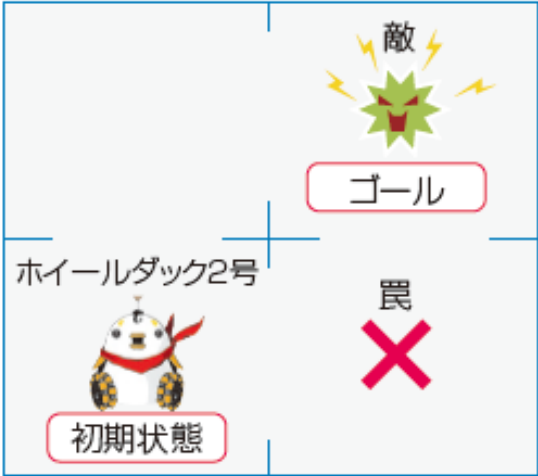 敵
ゴール
ホイールダック2号
罠
初期状態